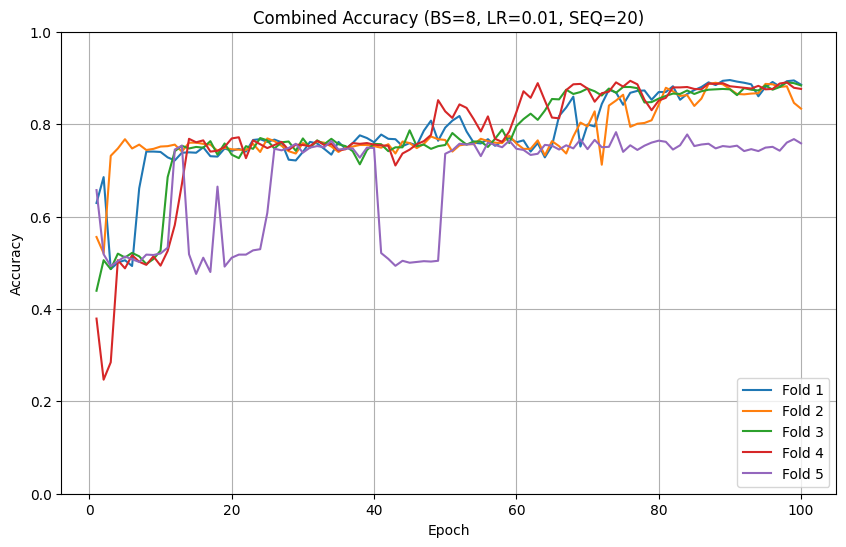 Combined Accuracy (BS=8, LR=0.01, SEQ=20)
1.0
0.8
0.6
0.4
0.2
0.0
Accuracy
0 20 40 60 80 100
Epoch
Fold 1
Fold 2
Fold 3
Fold 4
Fold 5